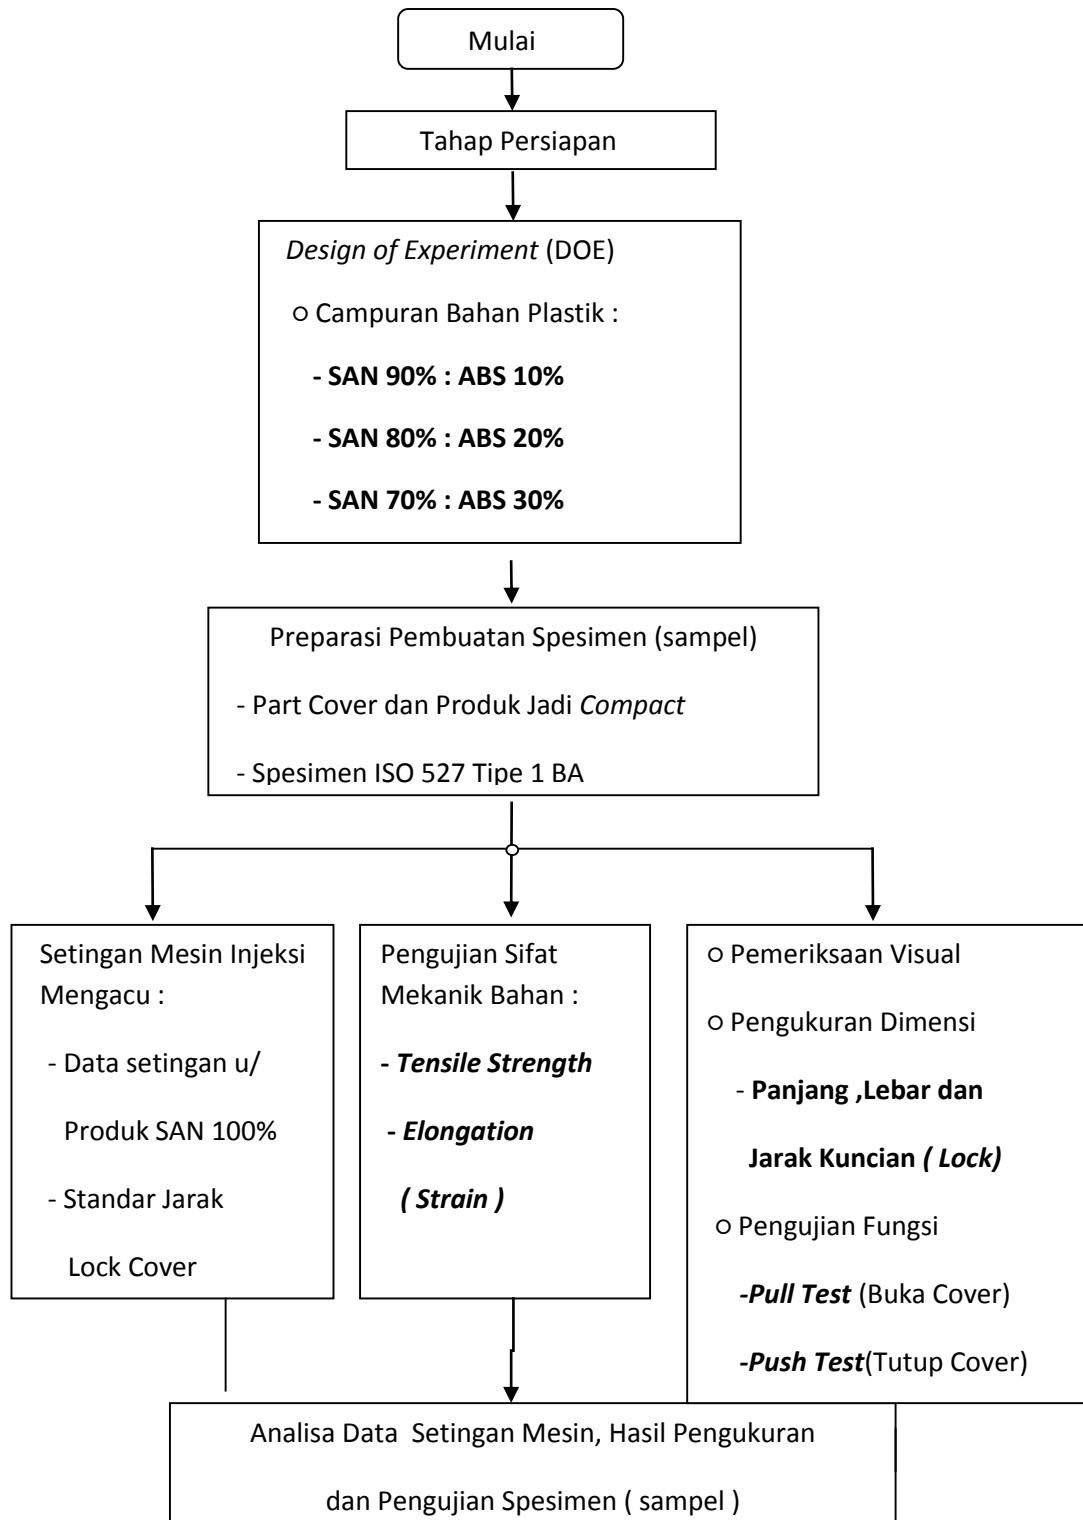 Mulai
Tahap Persiapan
Design of Experiment (DOE)
○ Campuran Bahan Plastik :
- SAN 90% : ABS 10%
- SAN 80% : ABS 20%
- SAN 70% : ABS 30%
Preparasi Pembuatan Spesimen (sampel)
- Part Cover dan Produk Jadi Compact
- Spesimen ISO 527 Tipe 1 BA
Setingan Mesin Injeksi
Mengacu :
- Data setingan u/
Produk SAN 100%
- Standar Jarak
Lock Cover
Pengujian Sifat
Mekanik Bahan :
- Tensile Strength
- Elongation
( Strain )
○ Pemeriksaan Visual
○ Pengukuran Dimensi
- Panjang ,Lebar dan
Jarak Kuncian ( Lock)
○ Pengujian Fungsi
-Pull Test (Buka Cover)
-Push Test(Tutup Cover)
Analisa Data  Setingan Mesin, Hasil Pengukuran
dan Pengujian Spesimen ( sampel )